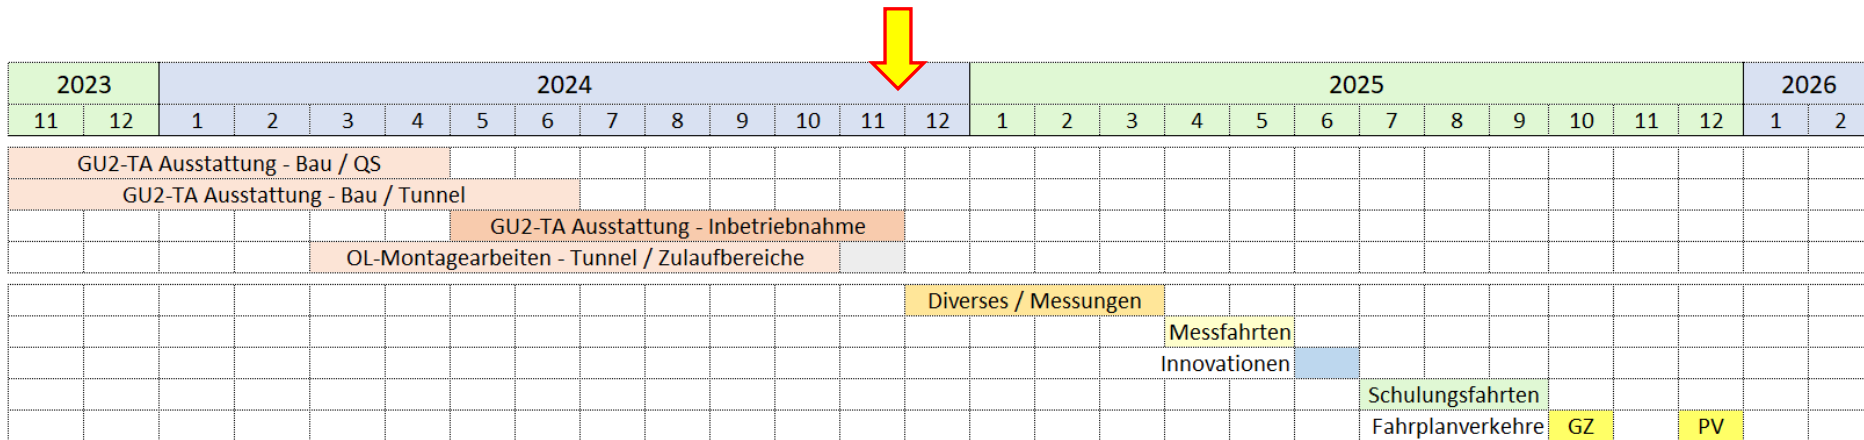 2023 2024 2025 2026
11 12 1 2 3 4 5 6 7 8 9 10 11 12 1 2 3 4 5 6 7 8 9 10 11 12 1 2
GU2-TA Ausstattung - Bau / QS
GU2-TA Ausstattung - Bau / Tunnel
GU2-TA Ausstattung - Inbetriebnahme
OL-Montagearbeiten - Tunnel / Zulaufbereiche
Diverses / Messungen
Messfahrten
Innovationen
Schulungsfahrten
Fahrplanverkehre GZ PV